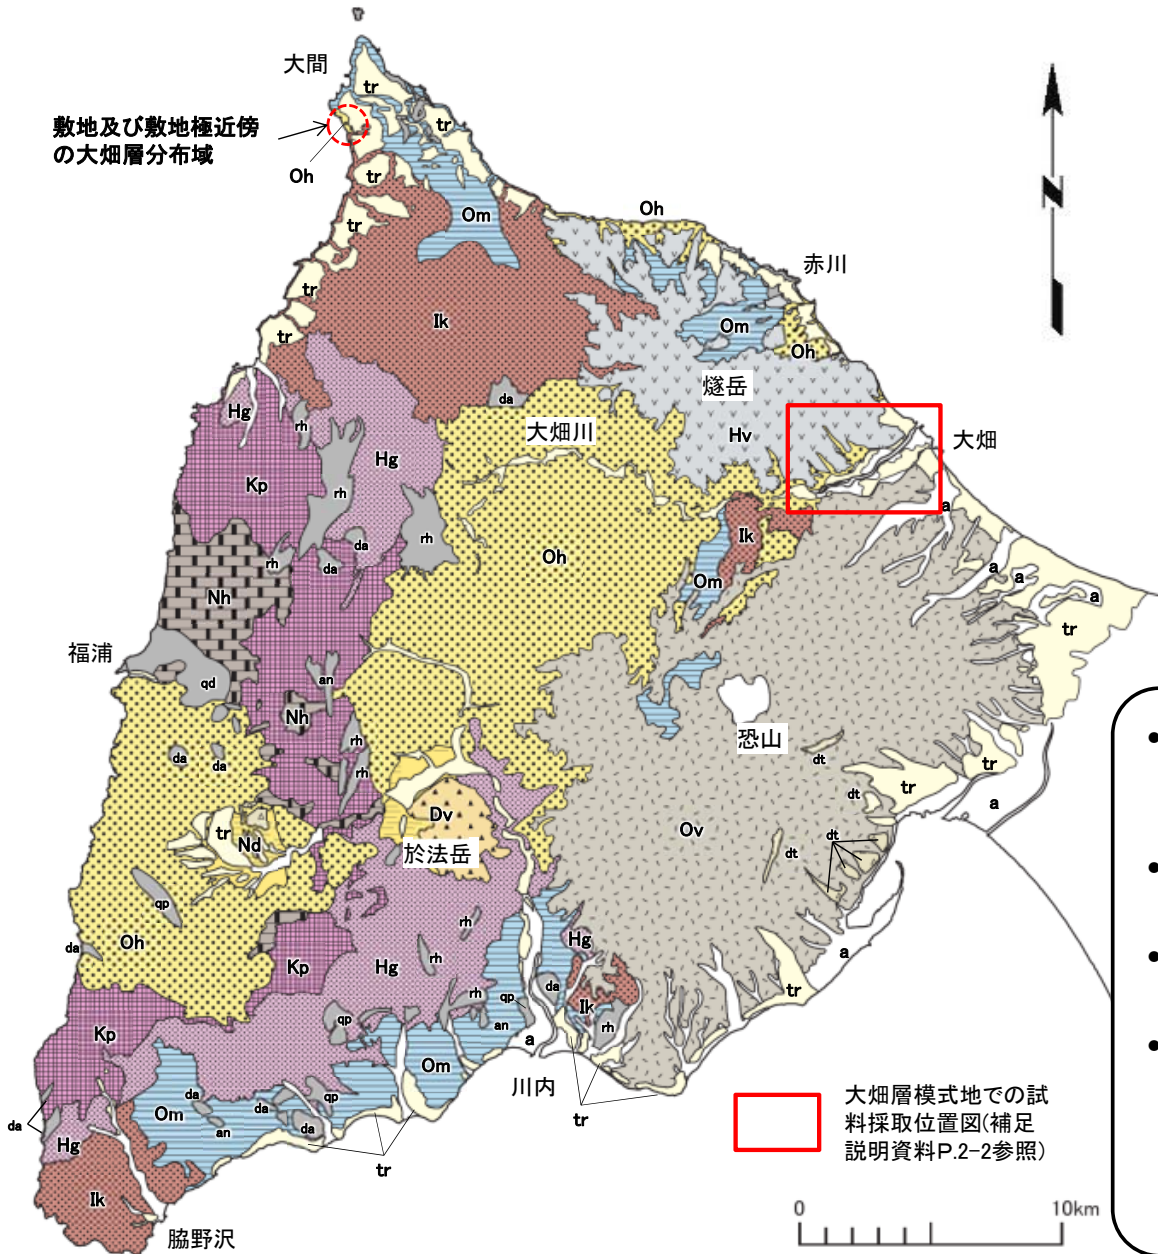 大間
tr
tr
敷地及び敷地極近傍
の大畑層分布域
Oh
tr
Om
Oh
tr
赤川
tr
Ik
Om
tr
Oh
燧岳
da
Hg
rh
大畑川
Hv
大畑
Hg
Kp
rh
a
da
rh
Ik
rh
da
Oh
a
a
Om
a
Nh
tr
福浦
qd
an
Nh
恐山
rh
dt
da
da
tr
rh
dt
tr
a
Dv
tr
Nd
Ov
dt
於法岳
dt
qp
rh
da
Oh
Hg
a
Kp
Hg
rh
tr
da
rh
qp
Ik
Kp
qp
an
rh
a
Om
川内
da
da
qp
大畑層模式地での試
料採取位置図(補足
説明資料P.2-2参照)
Om
da
an
da
tr
Hg
tr
Ik
0
10km
脇野沢
N
•
•
•
•